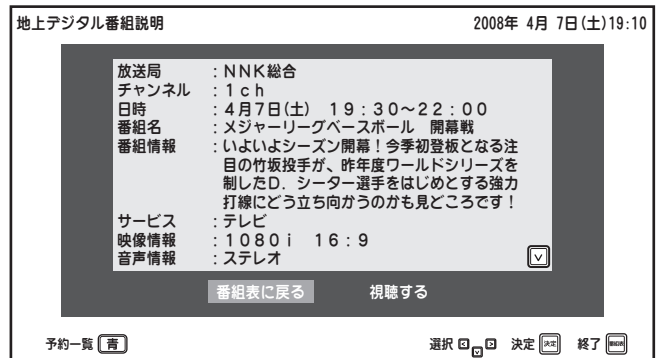 地上デジタル番組説明 2008年 4月 7日(土)19:10
放送局 ：NNK総合
チャンネル ：1ch
日時 ：4月7日(土) 19：30～22：00
番組名 ：メジャーリーグベースボール 開幕戦
番組情報 ：いよいよシーズン開幕！今季初登板となる注
目の竹坂投手が、昨年度ワールドシリーズを
制したD．シーター選手をはじめとする強力
打線にどう立ち向かうのかも見どころです！
サービス ：テレビ
映像情報 ：1080i 16：9
音声情報 ：ステレオ
番組表に戻る 視聴する
予約一覧 青 選択 決定 決定 終了 番組表